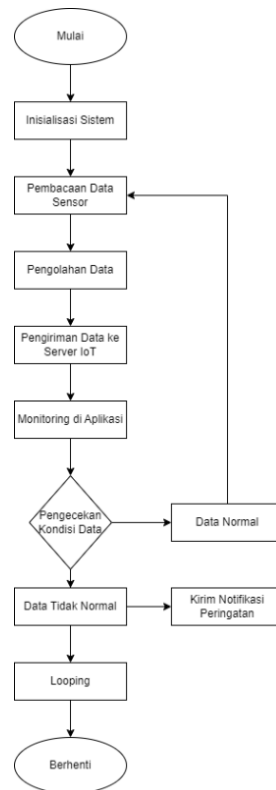 Mulai
Inisialisasi Sistem
Pembacaan Data
Sensor
Pengolahan Data
Pengiriman Data ke
Server IoT
Monitoring di Aplikasi
Pengecekan
Kondisi Data
Data Normal
Data Tidak Normal
Kirim Notifikasi
Peringatan
Looping
Berhenti